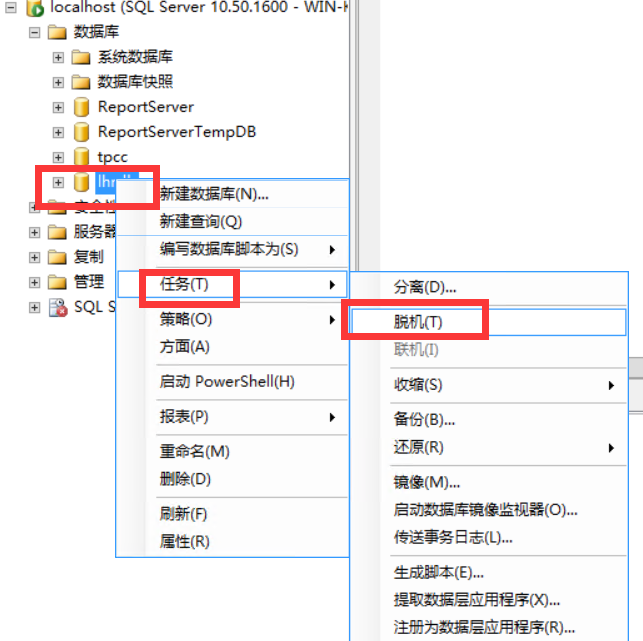 localhost (SQL Server 10.50.1600 - WIN-
数据库
系统数据库
数据库快照
ReportServer
ReportServerTempDB
tpcc
安全性
服务器
复制
管理
SQL S
新建数据库(N)...
新建查询(Q)
编写数据库脚本为(S)
任务(T)
策略(O)
方面(A)
启动 PowerShell(H)
报表(P)
重命名(M)
删除(D)
刷新(F)
属性(R)
分离(D)...
脱机(T)
联机(I)
收缩(S)
备份(B)...
还原(R)
镜像(M)...
启动数据库镜像监视器(O)...
传送事务日志(L)...
生成脚本(E)...
提取数据层应用程序(X)...
注册为数据层应用程序(R)...